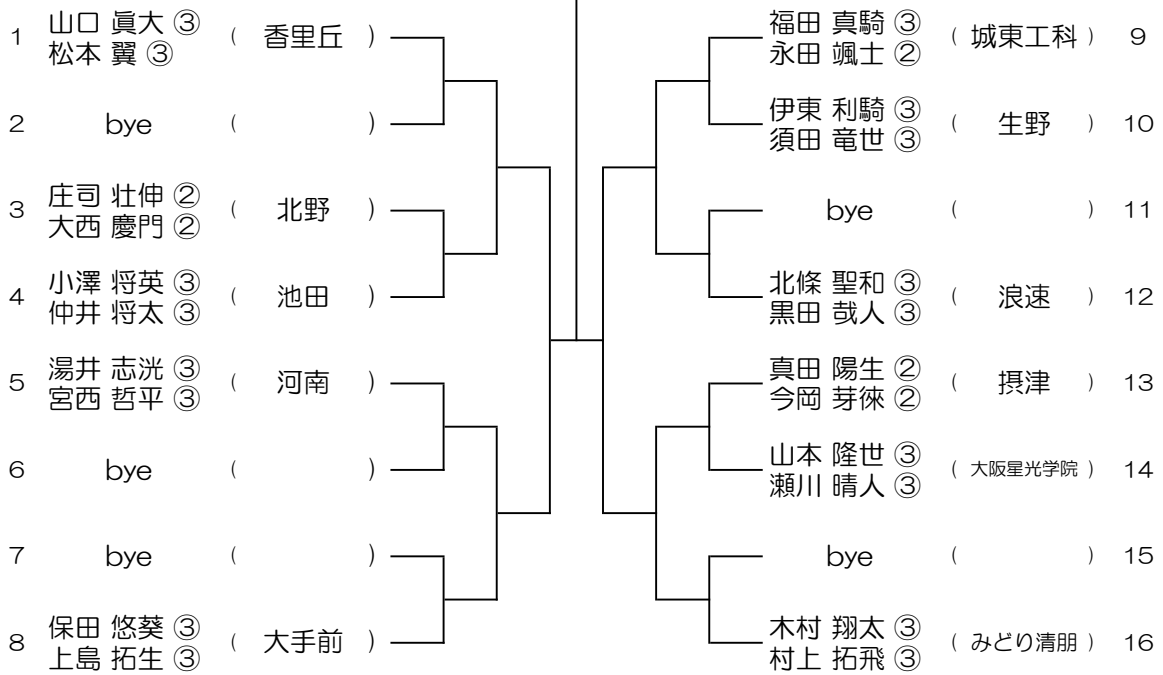 1 山口 眞大 ③ ( 香里丘 )
松本 翼 ③
2 bye ( )
3 庄司 壮伸 ② ( 北野 )
大西 慶門 ②
4 小澤 将英 ③ ( 池田 )
仲井 将太 ③
5 湯井 志洸 ③ ( 河南 )
宮西 哲平 ③
6 bye ( )
7 bye ( )
8 保田 悠葵 ③ ( 大手前 )
上島 拓生 ③
福田 真騎 ③ ( 城東工科 ) 9
永田 颯士 ②
伊東 利騎 ③ ( 生野 ) 10
須田 竜世 ③
bye ( ) 11
北條 聖和 ③ ( 浪速 ) 12
黒田 哉人 ③
真田 陽生 ② ( 摂津 ) 13
今岡 芽徠 ②
山本 隆世 ③ ( 大阪星光学院 ) 14
瀬川 晴人 ③
bye ( ) 15
木村 翔太 ③ ( みどり清朋 ) 16
村上 拓飛 ③